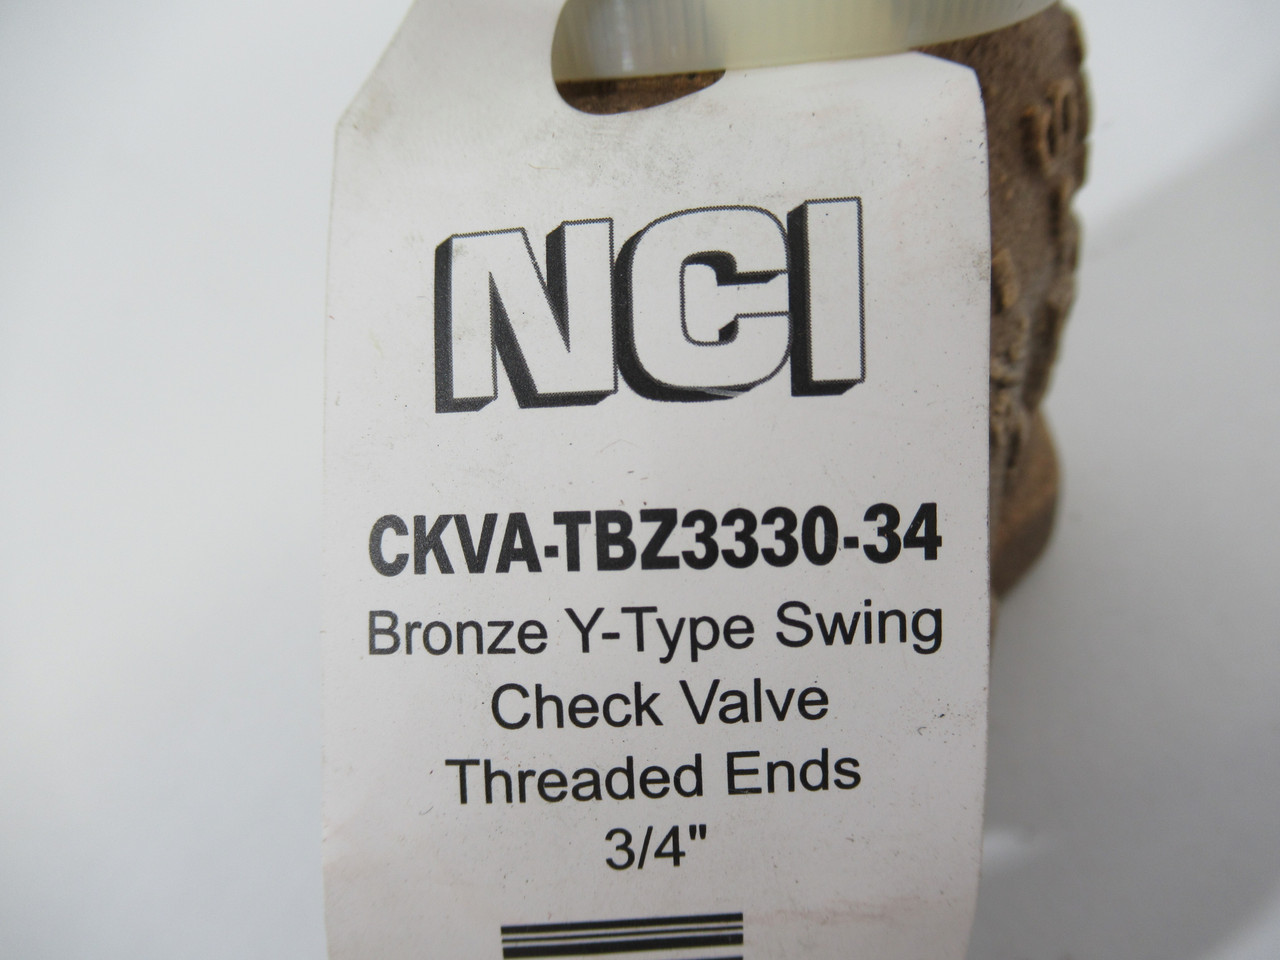 NCI
CKVA-TBZ3330-34
Bronze Y-Type Swing
Check Valve
Threaded Ends
3/4"